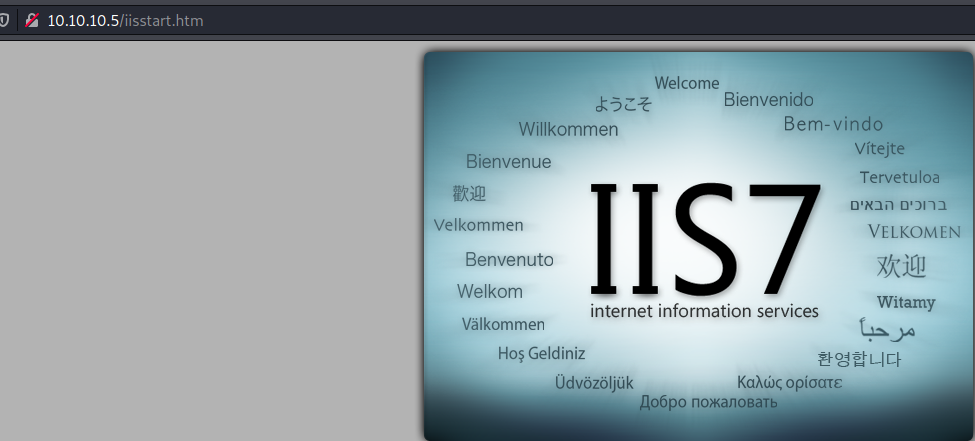 10.10.10.5/iisstart.htm
Welcome
ようこそ
Bienvenido
Willkommen
Bem-vindo
Bienvenue
Vítejte
歡迎
Tervetuloa
ברוכים הבאים
Velkommen
VELKOMEN
IIS7
Benvenuto
欢迎
Welkom
Witamy
internet information services
Välkommen
مرحباً
Hoş Geldiniz
환영합니다
Üdvözöljük
Καλώς ορίσατε
Добро пожаловать